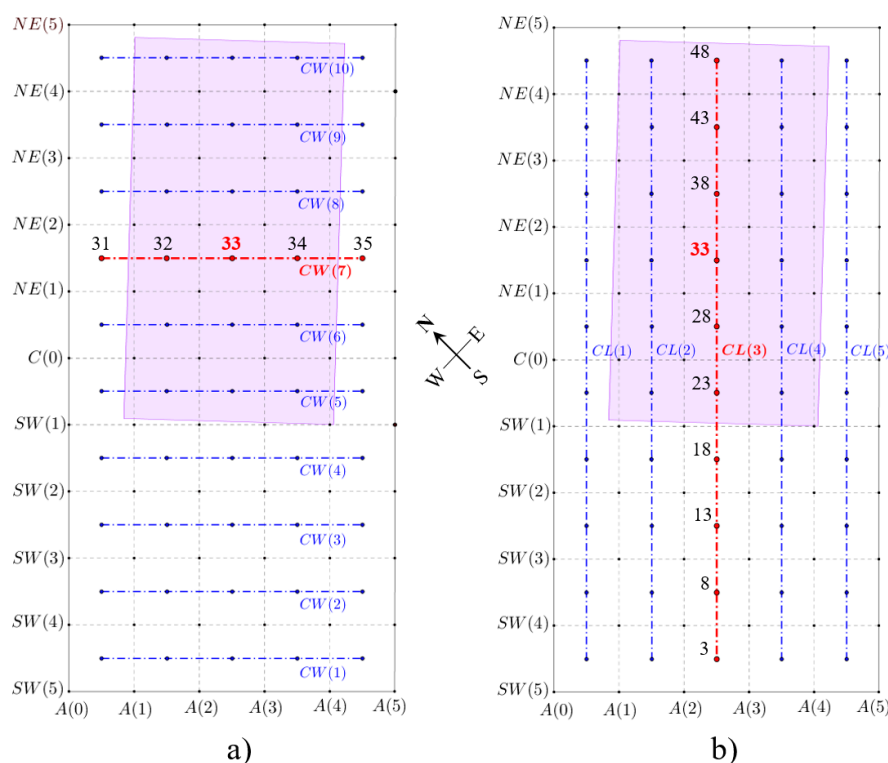 NE(5)
NE(4)
CW(10)
NE(3)
CW(9)
NE(2)
CW(8)
31 32 33 34 35
CW(7)
NE(1)
CW(6)
C(0)
CW(5)
SW(1)
CW(4)
SW(2)
CW(3)
SW(3)
CW(2)
SW(4)
CW(1)
SW(5)
A(0) A(1) A(2) A(3) A(4) A(5)
a)
N E
W S
NE(5)
48
NE(4)
43
NE(3)
38
NE(2)
33
NE(1)
28
C(0) CL(1) CL(2) CL(3) CL(4) CL(5)
23
SW(1)
18
SW(2)
13
SW(3)
8
SW(4)
3
SW(5)
A(0) A(1) A(2) A(3) A(4) A(5)
b)